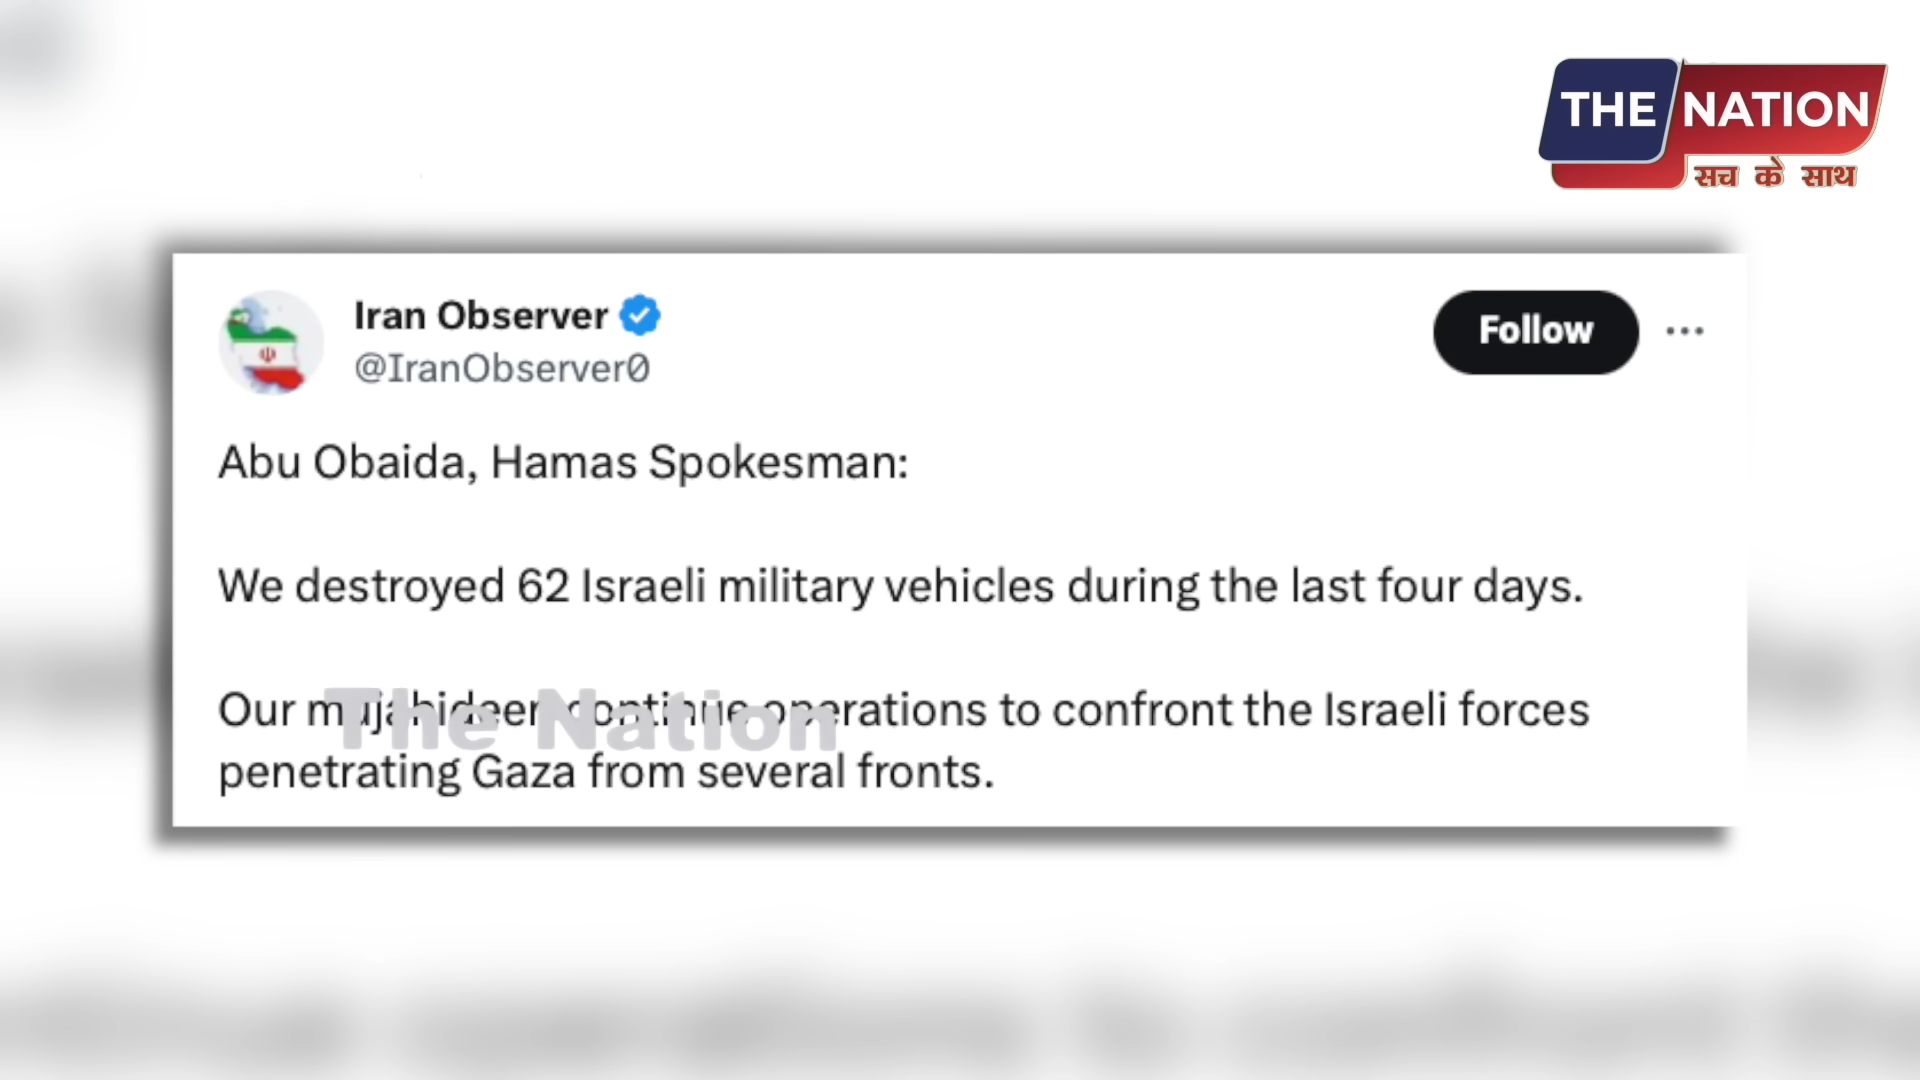 THE NATION
सच के साथ
Iran Observer
@IranObserver0
Follow
Abu Obaida, Hamas Spokesman:
We destroyed 62 Israeli military vehicles during the last four days.
Our mujahideen continue operations to confront the Israeli forces
penetrating Gaza from several fronts.
The Nation